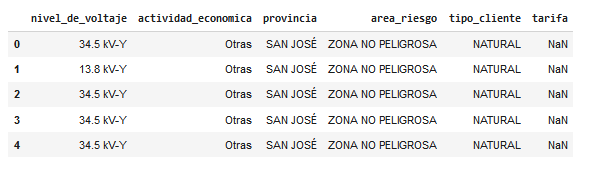 nivel_de_voltaje actividad_economica provincia area_riesgo tipo_cliente tarifa
0 34.5 kV-Y Otras SAN JOSÉ ZONA NO PELIGROSA NATURAL NaN
1 13.8 kV-Y Otras SAN JOSÉ ZONA NO PELIGROSA NATURAL NaN
2 34.5 kV-Y Otras SAN JOSÉ ZONA NO PELIGROSA NATURAL NaN
3 34.5 kV-Y Otras SAN JOSÉ ZONA NO PELIGROSA NATURAL NaN
4 34.5 kV-Y Otras SAN JOSÉ ZONA NO PELIGROSA NATURAL NaN